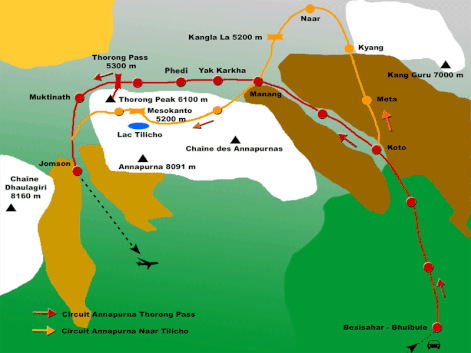 Naar
Kangla La 5200 m
Kyang
Thorong Pass
5300 m
Phedi
Yak Karkha
Kang Guru 7000 m
Manang
Muktinath
Thorong Peak 6100 m
Mesokanto
5200 m
Meta
Lac Tilicho
Chaine des Annapurnas
Koto
Annapurna 8091 m
Jomson
Chaine
Dhaulagiri
8160 m
Circuit Annapurna Thorong Pass
Circuit Annapurna Naar Tilicho
Besisahar - Bhulbule